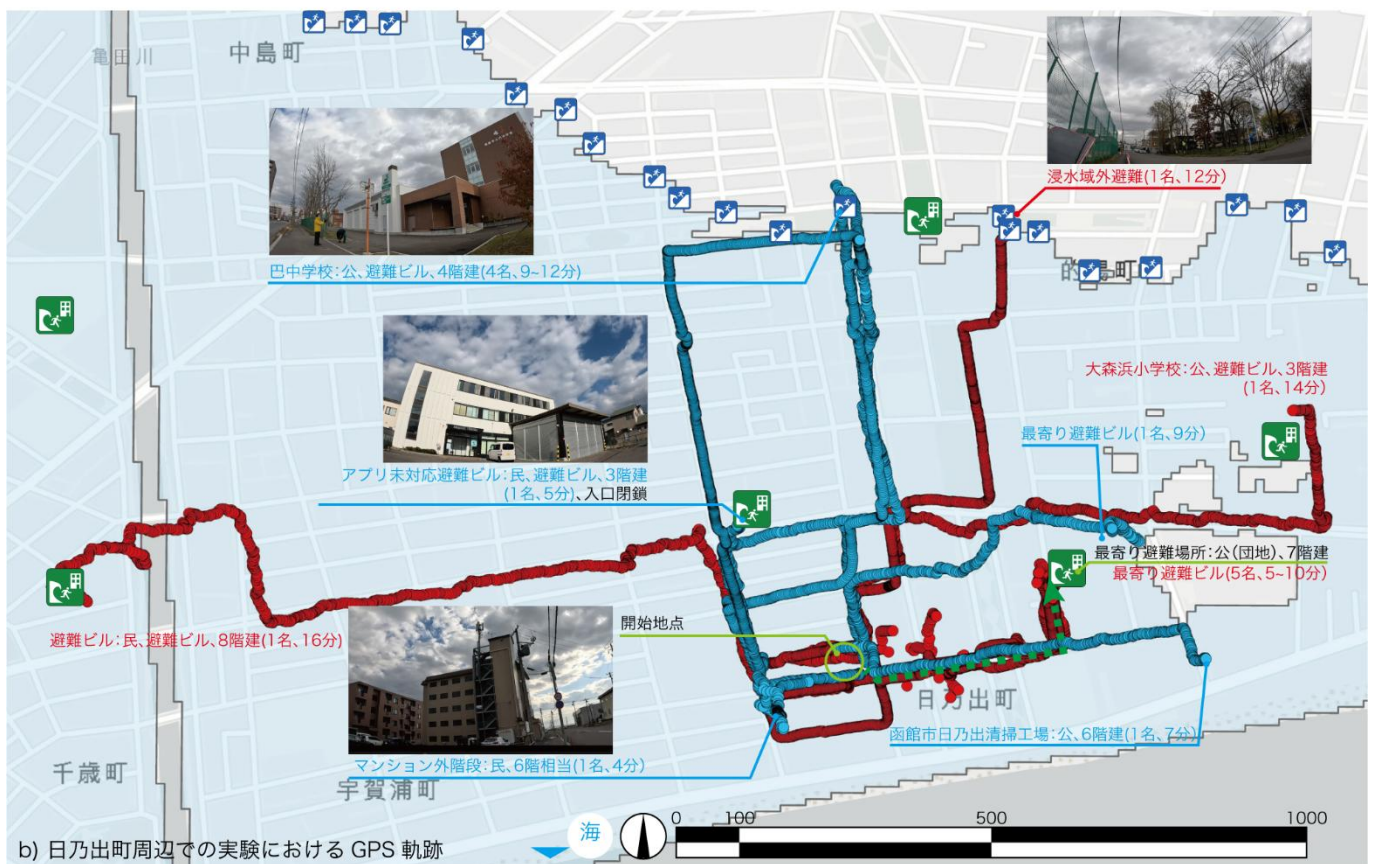 亀田川
中島町
浸水域外避難(1名、12分)
巴中学校:公、避難ビル、4階建(4名、9~12分)
的場町
大森浜小学校:公、避難ビル、3階建
(1名、14分)
最寄り避難ビル(1名、9分)
アプリ未対応避難ビル:民、避難ビル、3階建
(1名、5分)、入口閉鎖
最寄り避難場所:公(団地)、7階建
最寄り避難ビル(5名、5~10分)
開始地点
避難ビル:民、避難ビル、8階建(1名、16分)
日乃出町
函館市日乃出清掃工場:公、6階建(1名、7分)
マンション外階段:民、6階相当(1名、4分)
千歳町
宇賀浦町
海
0 100 500 1000
b) 日乃出町周辺での実験における GPS 軌跡